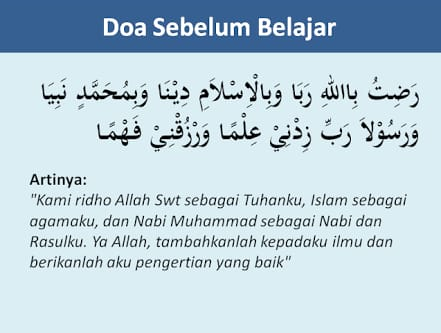 Doa Sebelum Belajar
رَضِتُ بِااللهِ رَبَا وَبِالْاِسْلاَمِ دِيْنَا وَبِمُحَمَّدٍ نَبِيَا
وَرَسُوْلاَ رَبِّ زِدْنِيْ عِلْمًا وَرْزُقْنِيْ فَهْمًا
Artinya:
"Kami ridho Allah Swt sebagai Tuhanku, Islam sebagai
agamaku, dan Nabi Muhammad sebagai Nabi dan
Rasulku. Ya Allah, tambahkanlah kepadaku ilmu dan
berikanlah aku pengertian yang baik"